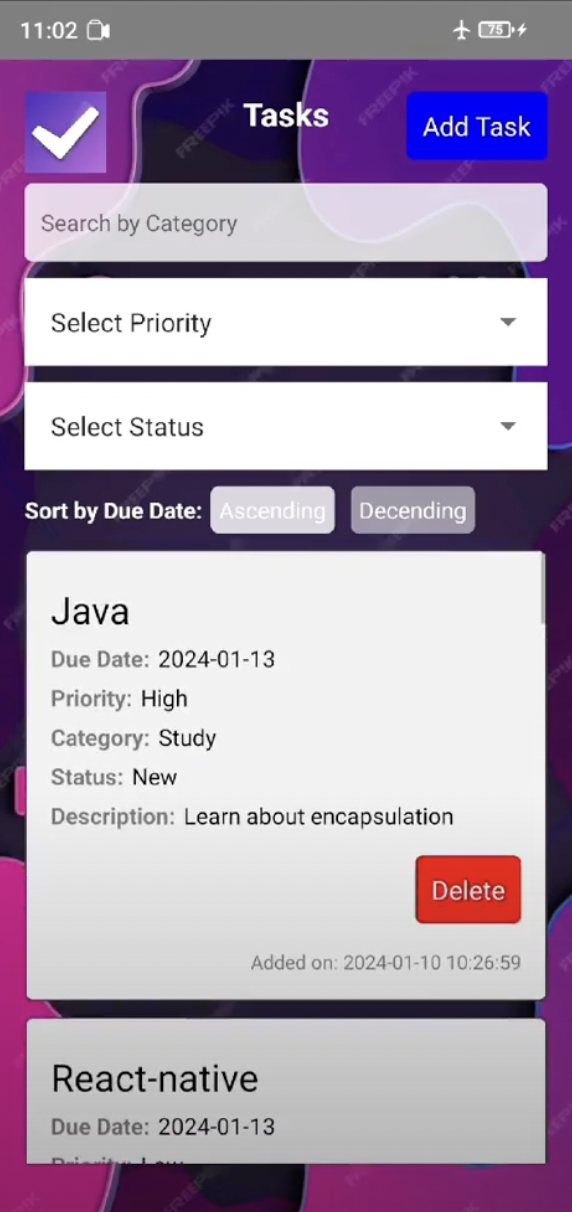 11:02
75
Tasks
Add Task
Search by Category
Select Priority
Select Status
Sort by Due Date: Ascending Decending
Java
Due Date: 2024-01-13
Priority: High
Category: Study
Status: New
Description: Learn about encapsulation
Delete
Added on: 2024-01-10 10:26:59
React-native
Due Date: 2024-01-13
Priority: Low
FREEPIK